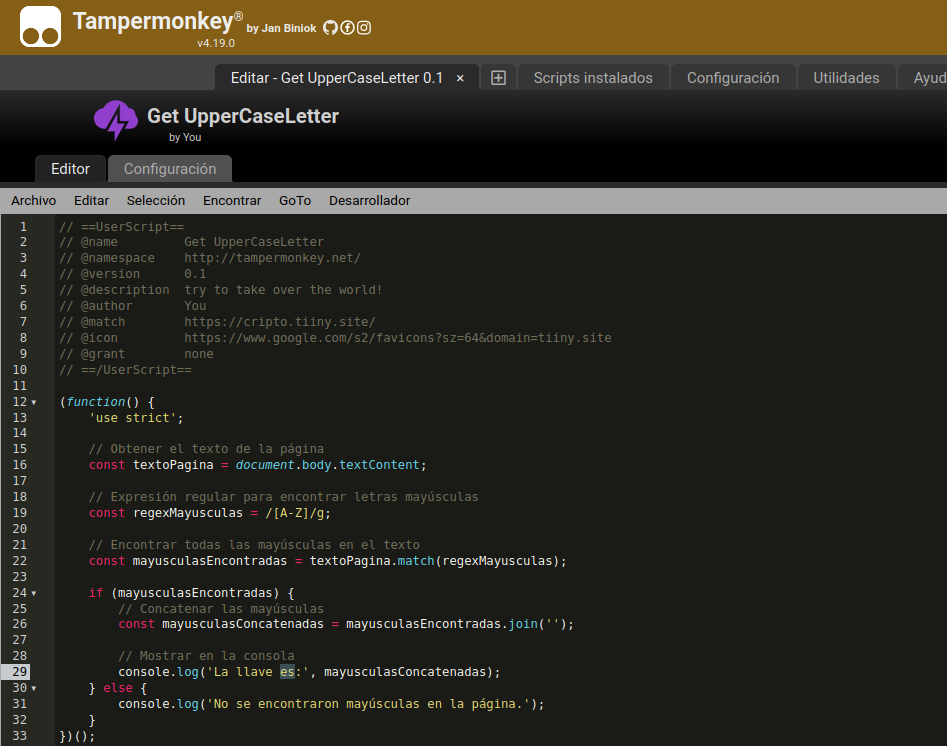 Tampermonkey® by Jan Biniok
v4.19.0
Editar - Get UpperCaseLetter 0.1 × Scripts instalados Configuración Utilidades Ayud
Get UpperCaseLetter
by You
Editor Configuración
Archivo Editar Selección Encontrar GoTo Desarrollador
1 // ==UserScript==
2 // @name         Get UpperCaseLetter
3 // @namespace    http://tampermonkey.net/
4 // @version      0.1
5 // @description  try to take over the world!
6 // @author       You
7 // @match        https://cripto.tiiny.site/
8 // @icon         https://www.google.com/s2/favicons?sz=64&domain=tiiny.site
9 // @grant        none
10 // ==/UserScript==
11
12 (function() {
13     'use strict';
14
15     // Obtener el texto de la página
16     const textoPagina = document.body.textContent;
17
18     // Expresión regular para encontrar letras mayúsculas
19     const regexMayusculas = /[A-Z]/g;
20
21     // Encontrar todas las mayúsculas en el texto
22     const mayusculasEncontradas = textoPagina.match(regexMayusculas);
23
24     if (mayusculasEncontradas) {
25         // Concatenar las mayúsculas
26         const mayusculasConcatenadas = mayusculasEncontradas.join('');
27
28         // Mostrar en la consola
29         console.log('La llave es:', mayusculasConcatenadas);
30     } else {
31         console.log('No se encontraron mayúsculas en la página.');
32     }
33 })();